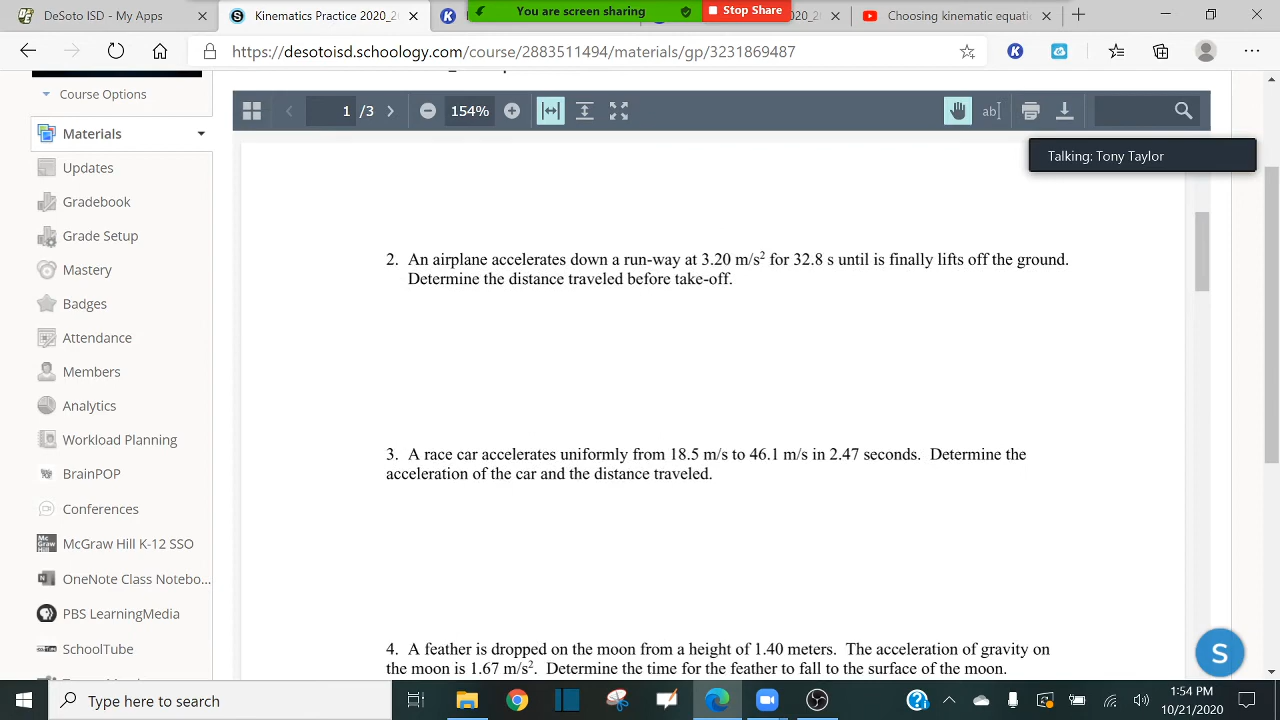 Kinetics Practice 20_ - My Apps
You are screen sharing
Stop Share
2020_20
Choosing kinematic equatio
https://desotoisd.schoology.com/course/2883511494/materials/gp/3231869487
Course Options
1 /3
154%
Talking: Tony Taylor
Materials
Updates
Gradebook
Grade Setup
Mastery
Badges
Attendance
Members
Analytics
Workload Planning
BrainPOP
Conferences
McGraw Hill K-12 SSO
OneNote Class Notebo...
PBS LearningMedia
SchoolTube
2. An airplane accelerates down a run-way at 3.20 m/s² for 32.8 s until is finally lifts off the ground.
Determine the distance traveled before take-off.
3. A race car accelerates uniformly from 18.5 m/s to 46.1 m/s in 2.47 seconds. Determine the
acceleration of the car and the distance traveled.
4. A feather is dropped on the moon from a height of 1.40 meters. The acceleration of gravity on
the moon is 1.67 m/s². Determine the time for the feather to fall to the surface of the moon.
S
Type here to search
1:54 PM
10/21/2020